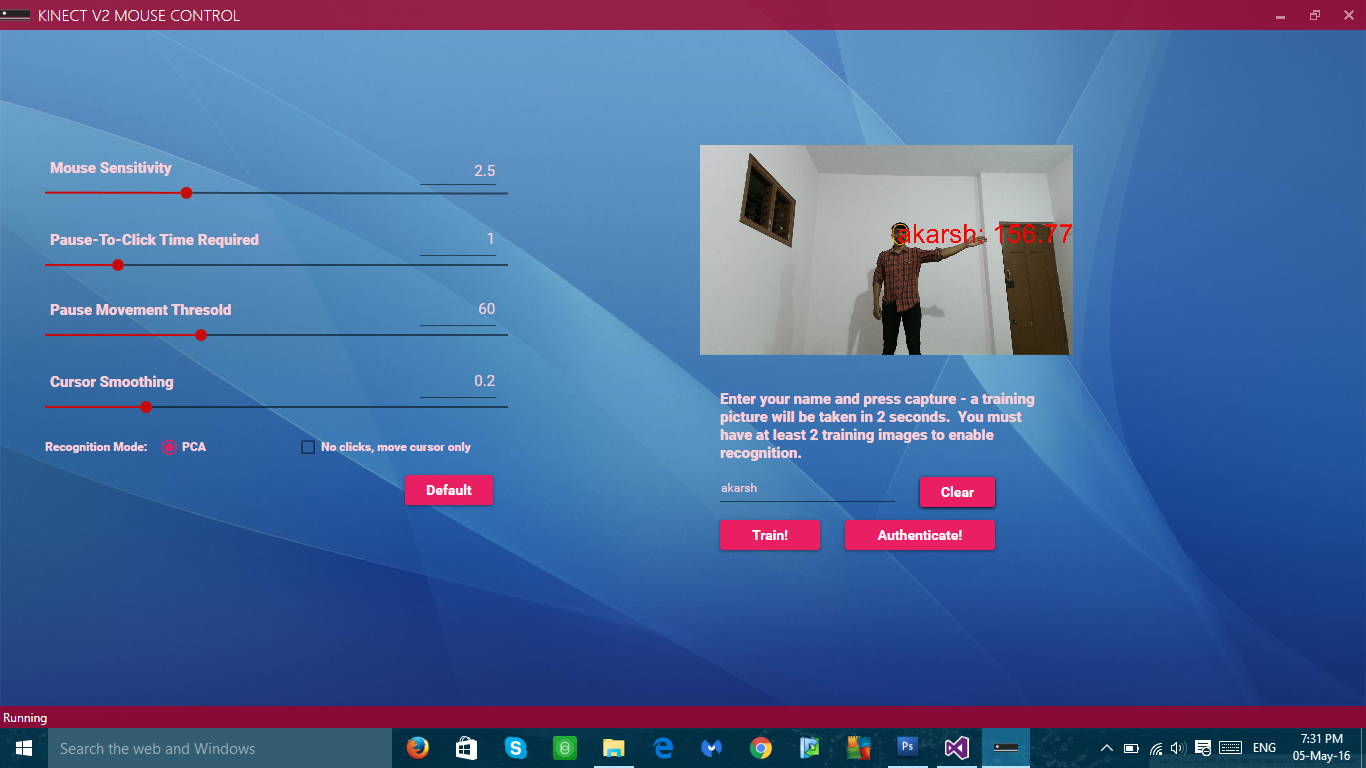 KINECT V2 MOUSE CONTROL
Mouse Sensitivity
2.5
Pause-To-Click Time Required
1
Pause Movement Thresold
60
Cursor Smoothing
0.2
Recognition Mode: PCA
No clicks, move cursor only
Default
akarsh: 156.77
Enter your name and press capture - a training
picture will be taken in 2 seconds. You must
have at least 2 training images to enable
recognition.
akarsh
Clear
Train!
Authenticate!
Running
Search the web and Windows
Ps
ENG
7:31 PM
05-May-16